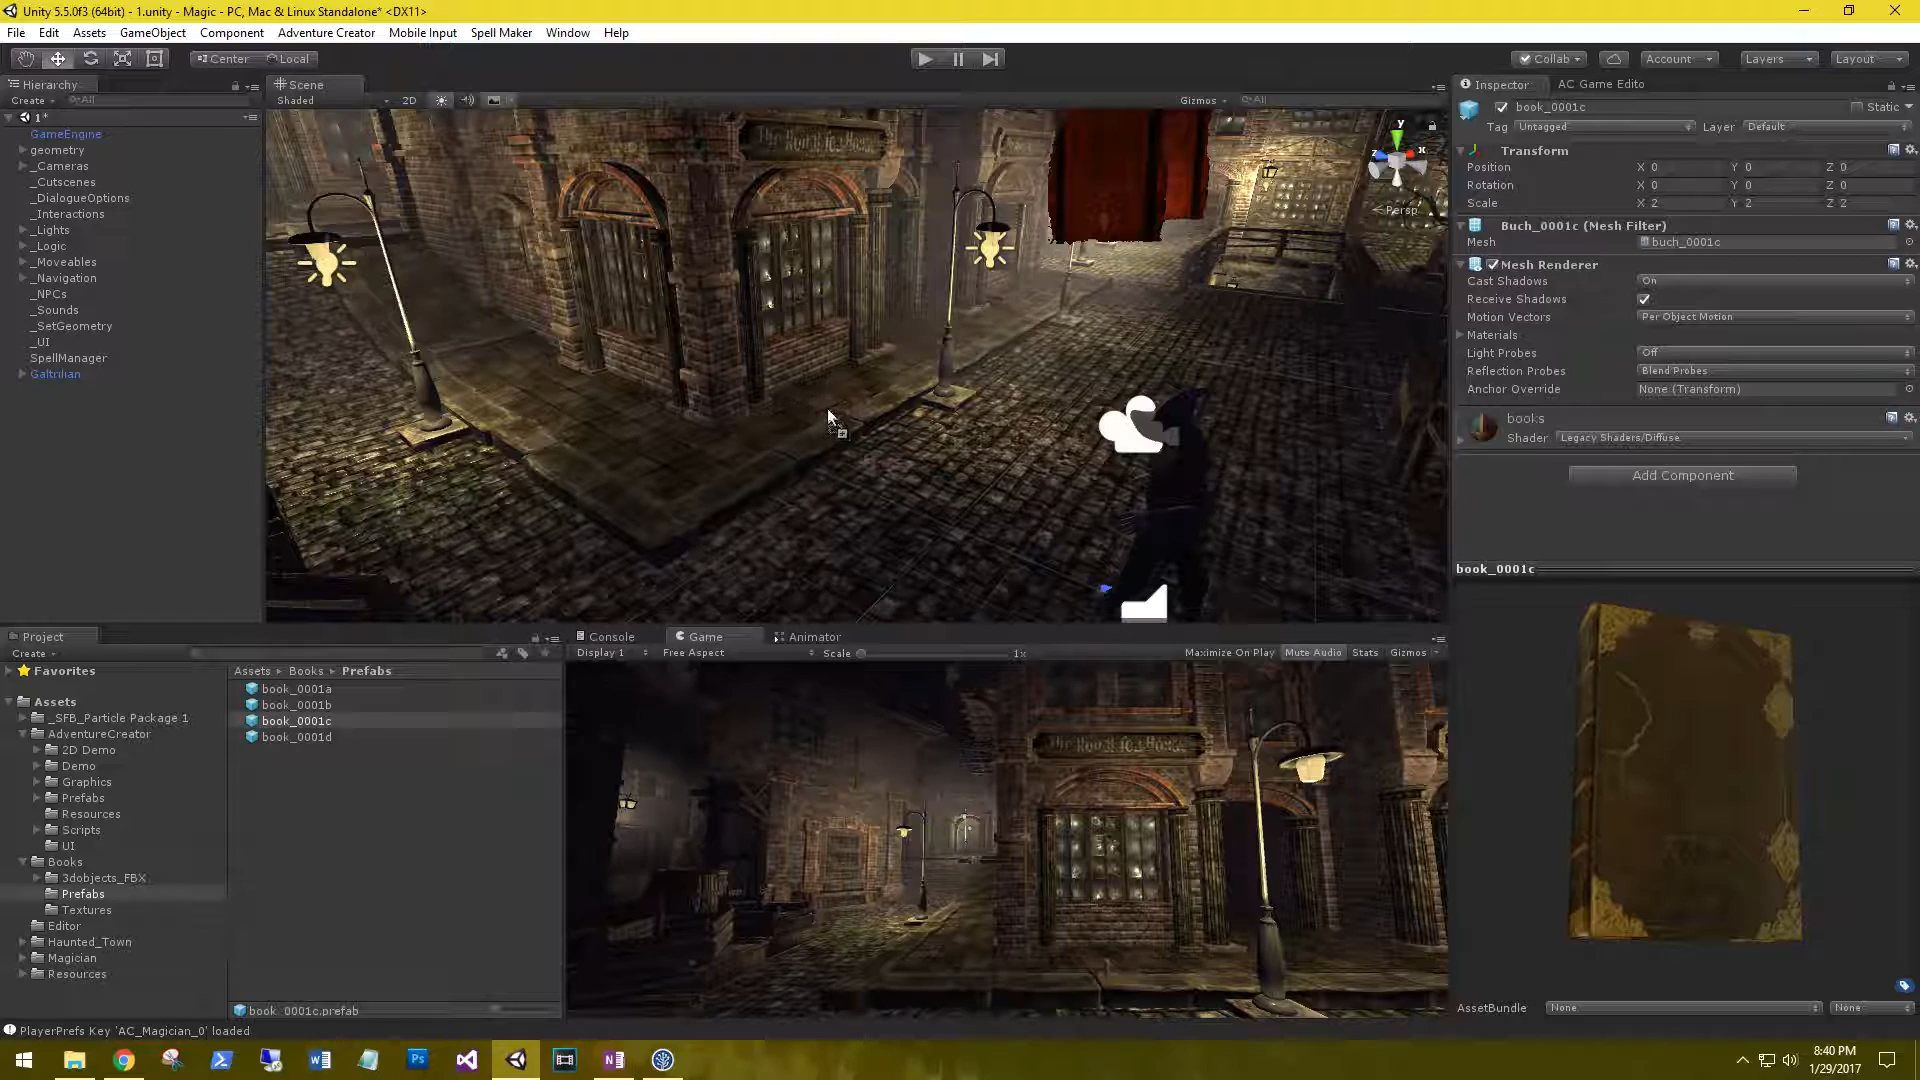 Unity 5.5.0f3 (64bit) - 1.unity - Magic - PC, Mac & Linux Standalone* <DX11>
File Edit Assets GameObject Component Adventure Creator Mobile Input Spell Maker Window Help
Center Local Collab Account Layers Layout
Hierarchy
Create All
1*
GameEngine
geometry
_Cameras
_Cutscenes
_DialogueOptions
_Interactions
_Lights
_Logic
_Moveables
_Navigation
_NPCs
_Sounds
_SetGeometry
_UI
SpellManager
Galtrilian
Scene
Shaded 2D Gizmos All
y
x
z
Persp
Inspector AC Game Edito
book_0001c Static
Tag Untagged Layer Default
Transform
Position X 0 Y 0 Z 0
Rotation X 0 Y 0 Z 0
Scale X 2 Y 2 Z 2
Buch_0001c (Mesh Filter)
Mesh buch_0001c
Mesh Renderer
Cast Shadows On
Receive Shadows
Motion Vectors Per Object Motion
Materials
Light Probes Off
Reflection Probes Blend Probes
Anchor Override None (Transform)
books
Shader Legacy Shaders/Diffuse
Add Component
book_0001c
AssetBundle None None
Project
Create
Favorites
Assets
_SFB_Particle Package 1
AdventureCreator
2D Demo
Demo
Graphics
Prefabs
Resources
Scripts
UI
Books
3dobjects_FBX
Prefabs
Textures
Editor
Haunted_Town
Magician
Resources
Assets Books Prefabs
book_0001a
book_0001b
book_0001c
book_0001d
book_0001c.prefab
Console Game Animator
Display 1 Free Aspect Scale 1x Maximize On Play Mute Audio Stats Gizmos
PlayerPrefs Key 'AC_Magician_0' loaded
Ps
8:40 PM
1/29/2017